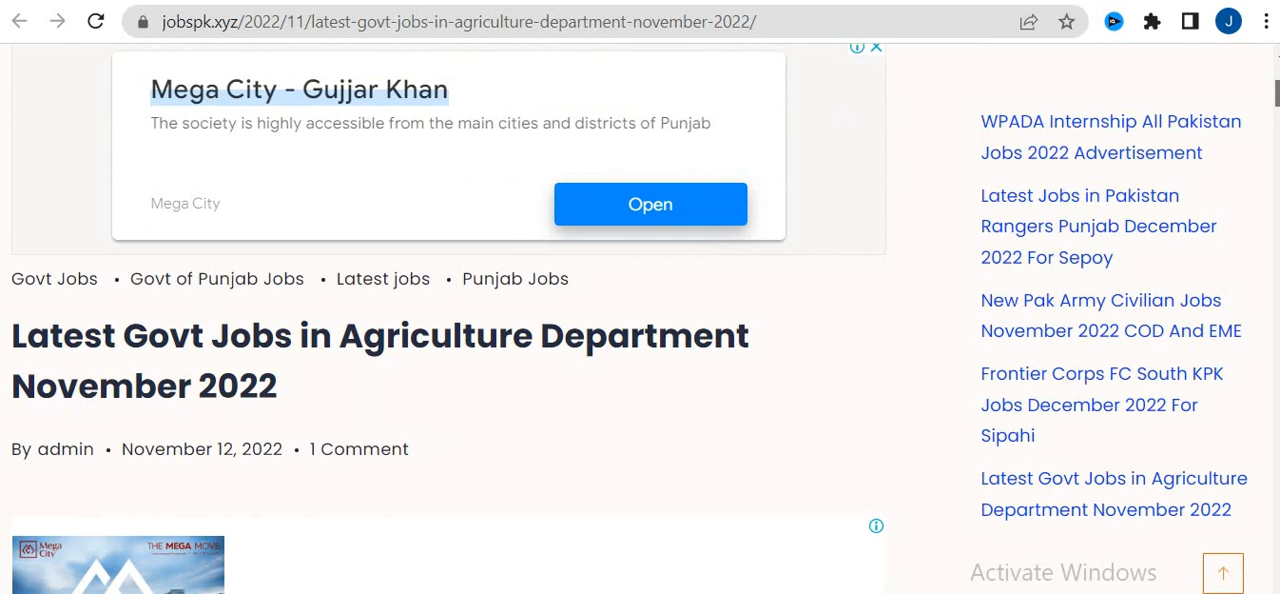 jobspk.xyz/2022/11/latest-govt-jobs-in-agriculture-department-november-2022/
J
Mega City - Gujjar Khan
The society is highly accessible from the main cities and districts of Punjab
Mega City
Open
Govt Jobs • Govt of Punjab Jobs • Latest jobs • Punjab Jobs
Latest Govt Jobs in Agriculture Department
November 2022
By admin • November 12, 2022 • 1 Comment
Mega
City
THE MEGA MOVE
WPADA Internship All Pakistan
Jobs 2022 Advertisement
Latest Jobs in Pakistan
Rangers Punjab December
2022 For Sepoy
New Pak Army Civilian Jobs
November 2022 COD And EME
Frontier Corps FC South KPK
Jobs December 2022 For
Sipahi
Latest Govt Jobs in Agriculture
Department November 2022
Activate Windows